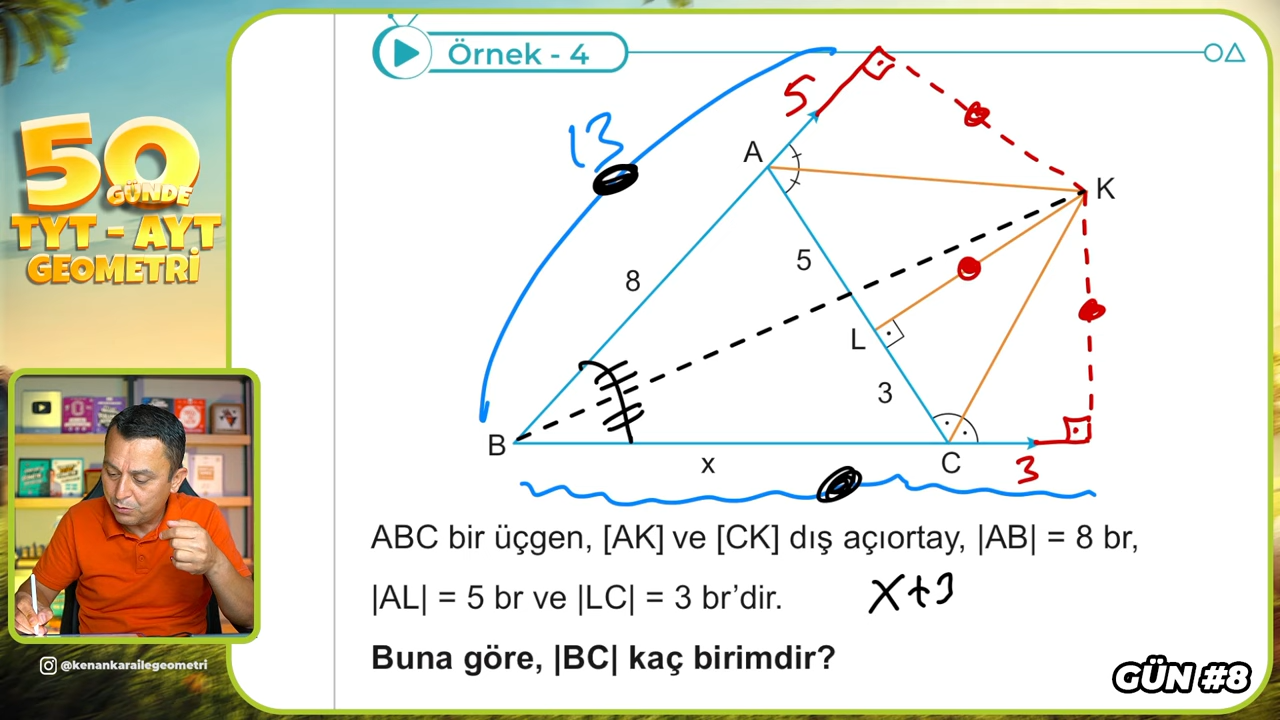 50
GÜNDE
TYT - AYT
GEOMETRİ
Örnek - 4
13
5
A
K
8
5
L
3
B
x
C
3
ABC bir üçgen, [AK] ve [CK] dış açıortay, |AB| = 8 br,
|AL| = 5 br ve |LC| = 3 br'dir.
x+3
Buna göre, |BC| kaç birimdir?
@kenankarailegeometri
GÜN #8